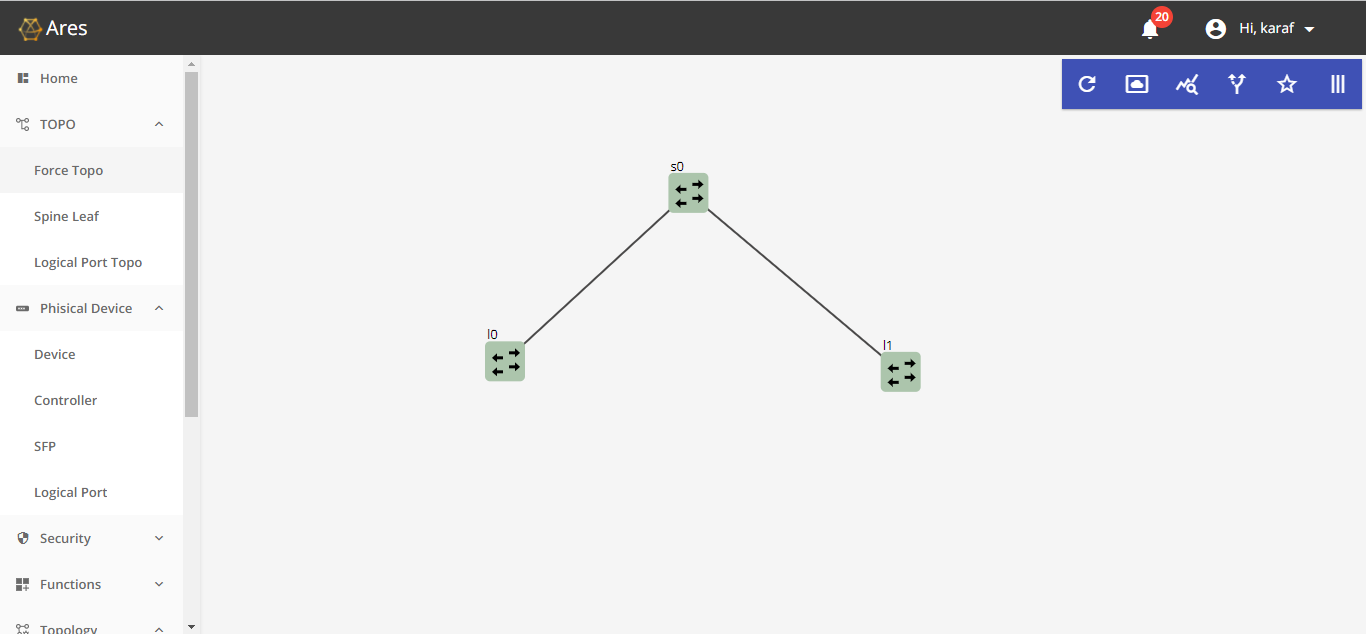 Ares
20
Hi, karaf
Home
TOPO
Force Topo
Spine Leaf
Logical Port Topo
Phisical Device
Device
Controller
SFP
Logical Port
Security
Functions
Topology
s0
l0
l1